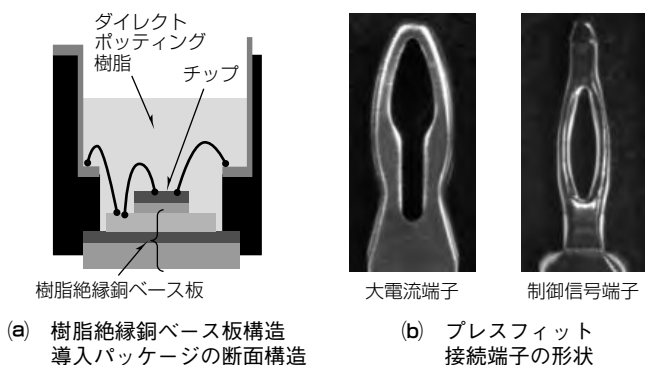 ダイレクト
ポッティング
樹脂
チップ
樹脂絶縁銅ベース板
大電流端子
制御信号端子
(a) 樹脂絶縁銅ベース板構造
導入パッケージの断面構造
(b) プレスフィット
接続端子の形状